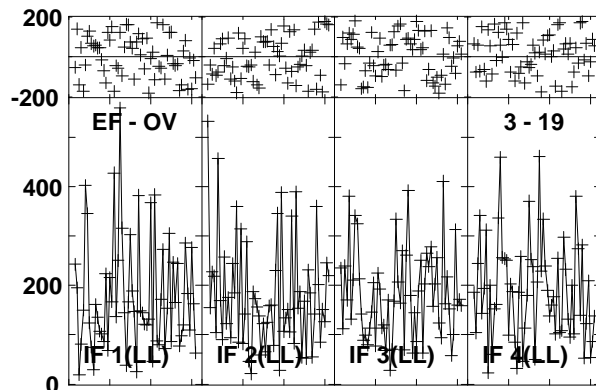 200
-200
EF - OV
3 - 19
400
200
IF 1(LL)
IF 2(LL)
IF 3(LL)
IF 4(LL)
0